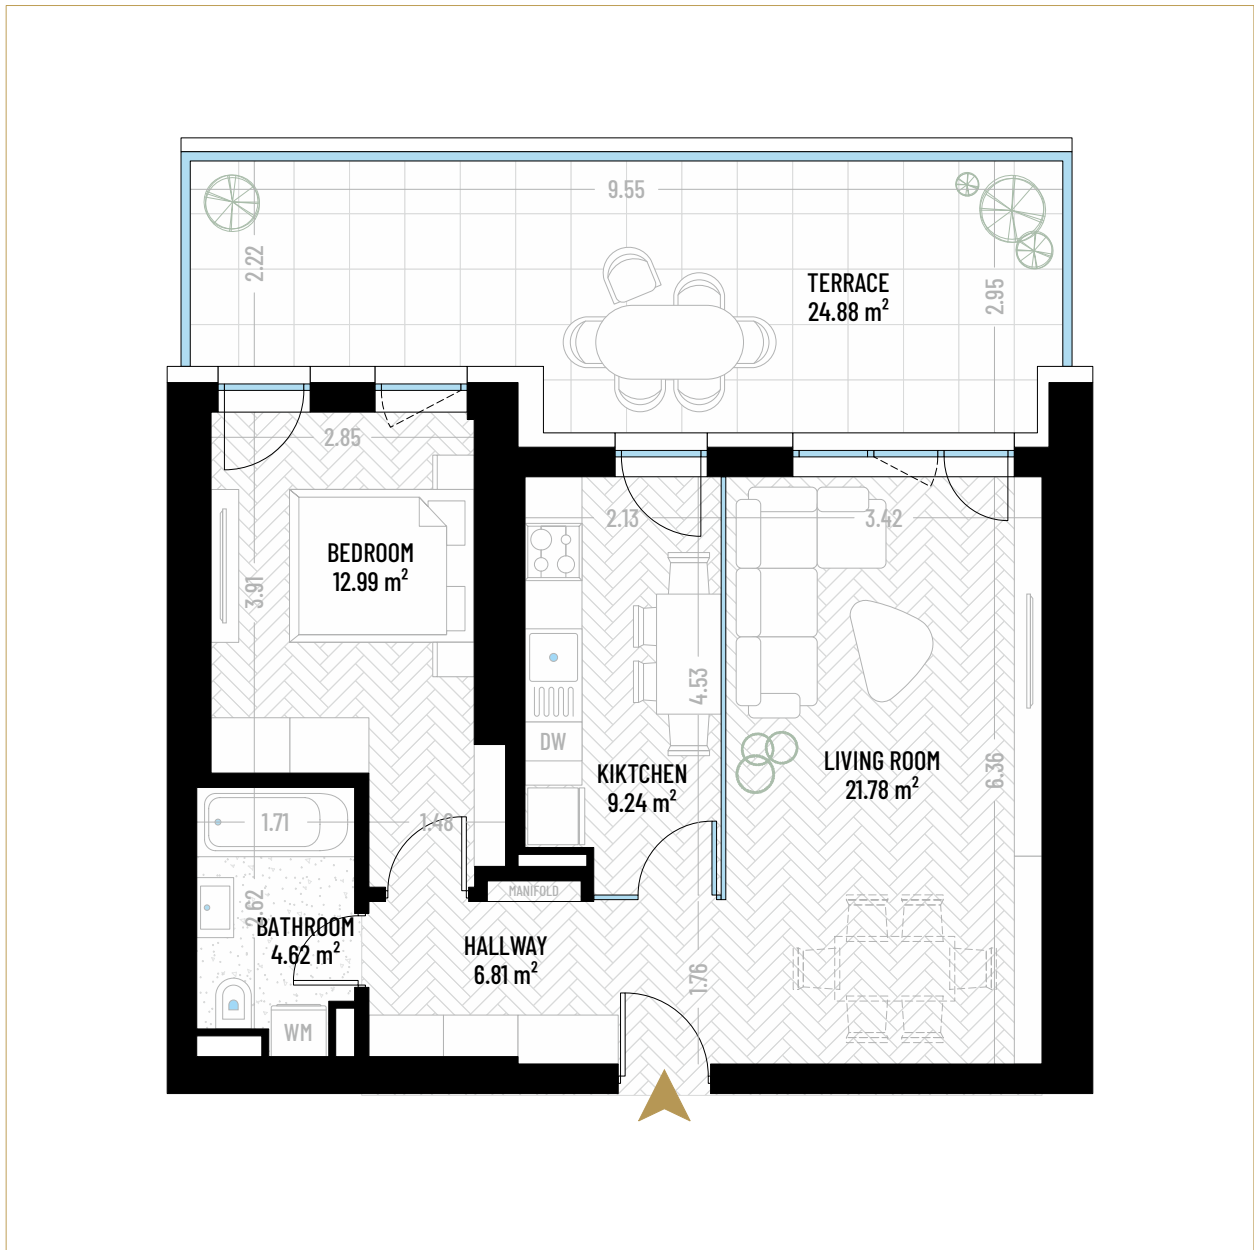 9.55
2.22
TERRACE
24.88 m²
2.95
2.85
2.13
3.42
BEDROOM
12.99 m²
3.91
4.53
DW
KIKTCHEN
9.24 m²
LIVING ROOM
21.78 m²
6.36
1.71
1.48
MANIFOLD
2.62
BATHROOM
4.62 m²
HALLWAY
6.81 m²
1.76
WM